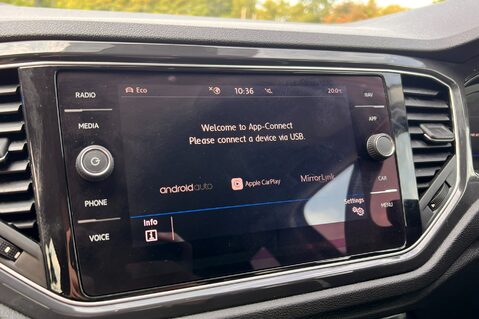 RADIO
Eco
10:36
20.0
NAV
APP
MEDIA
Welcome to App-Connect
Please connect a device via USB.
androidauto
Apple CarPlay
MirrorLink
CAR
PHONE
Settings
MENU
Info
VOICE